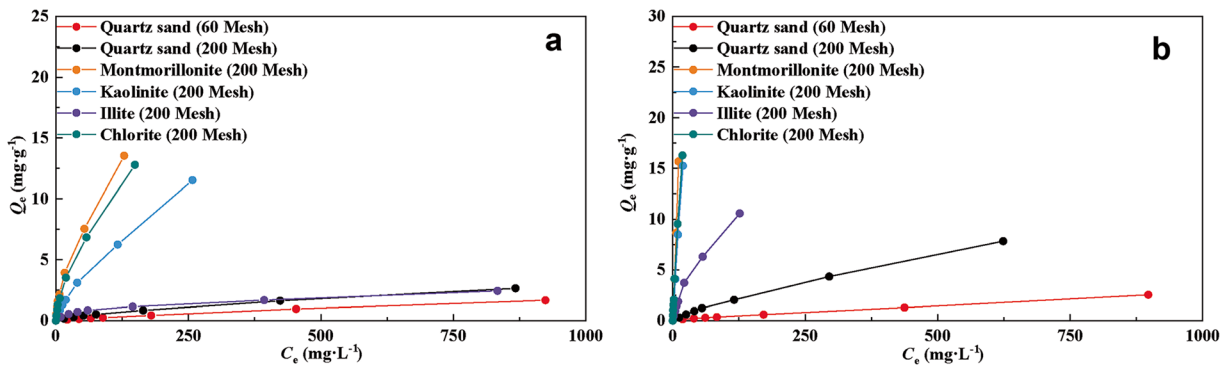 a
25
20
15
10
5
0
Qe (mg·g-1)
Quartz sand (60 Mesh)
Quartz sand (200 Mesh)
Montmorillonite (200 Mesh)
Kaolinite (200 Mesh)
Illite (200 Mesh)
Chlorite (200 Mesh)
0 250 500 750 1000
Ce (mg·L-1)
b
30
25
20
15
10
5
0
Qe (mg·g-1)
Quartz sand (60 Mesh)
Quartz sand (200 Mesh)
Montmorillonite (200 Mesh)
Kaolinite (200 Mesh)
Illite (200 Mesh)
Chlorite (200 Mesh)
0 250 500 750 1000
Ce (mg·L-1)